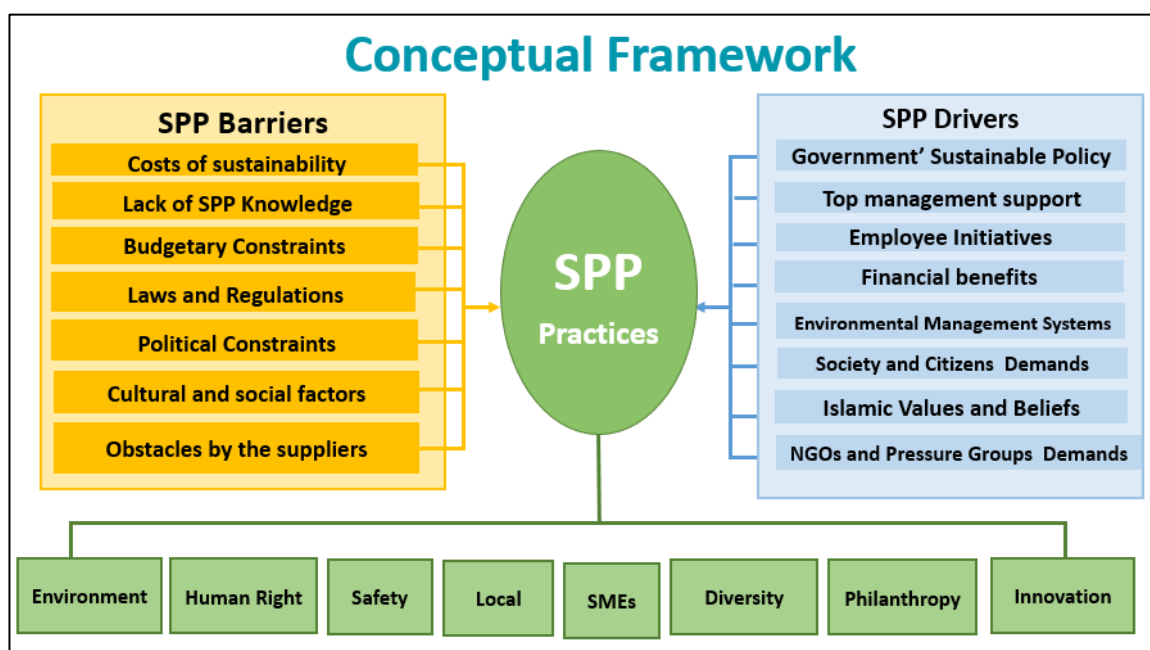 Conceptual Framework
SPP Barriers
Costs of sustainability
Lack of SPP Knowledge
Budgetary Constraints
Laws and Regulations
Political Constraints
Cultural and social factors
Obstacles by the suppliers
SPP
Practices
SPP Drivers
Government’ Sustainable Policy
Top management support
Employee Initiatives
Financial benefits
Environmental Management Systems
Society and Citizens Demands
Islamic Values and Beliefs
NGOs and Pressure Groups Demands
Environment
Human Right
Safety
Local
SMEs
Diversity
Philanthropy
Innovation